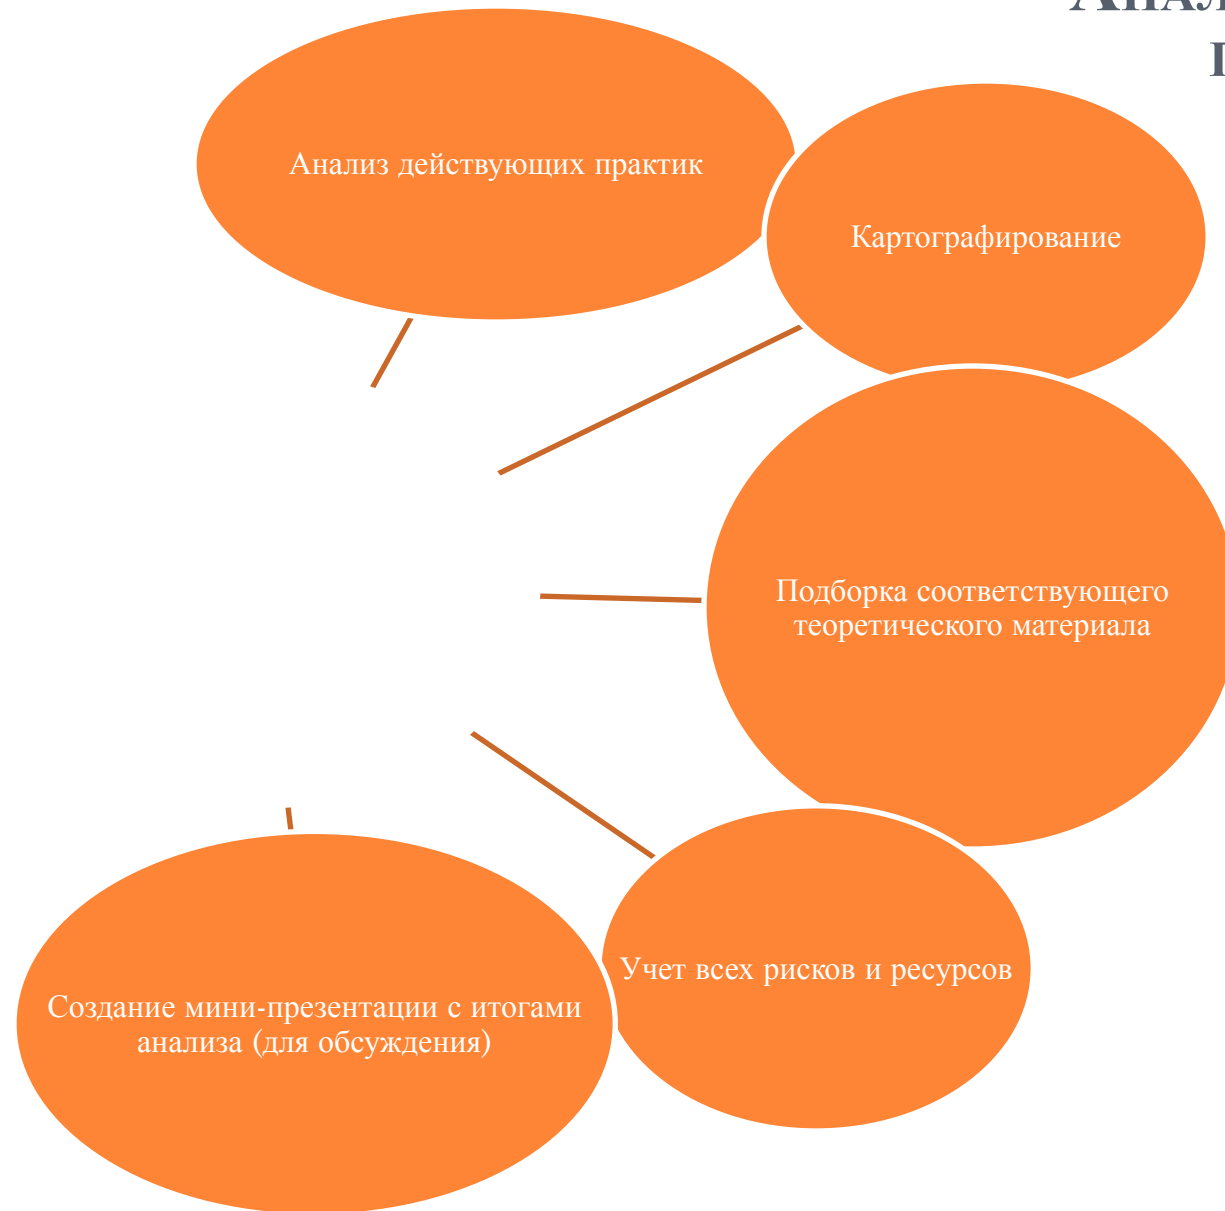 Анализ действующих практик
Картографирование
Подборка соответствующего
теоретического материала
Учет всех рисков и ресурсов
Создание мини-презентации с итогами
анализа (для обсуждения)